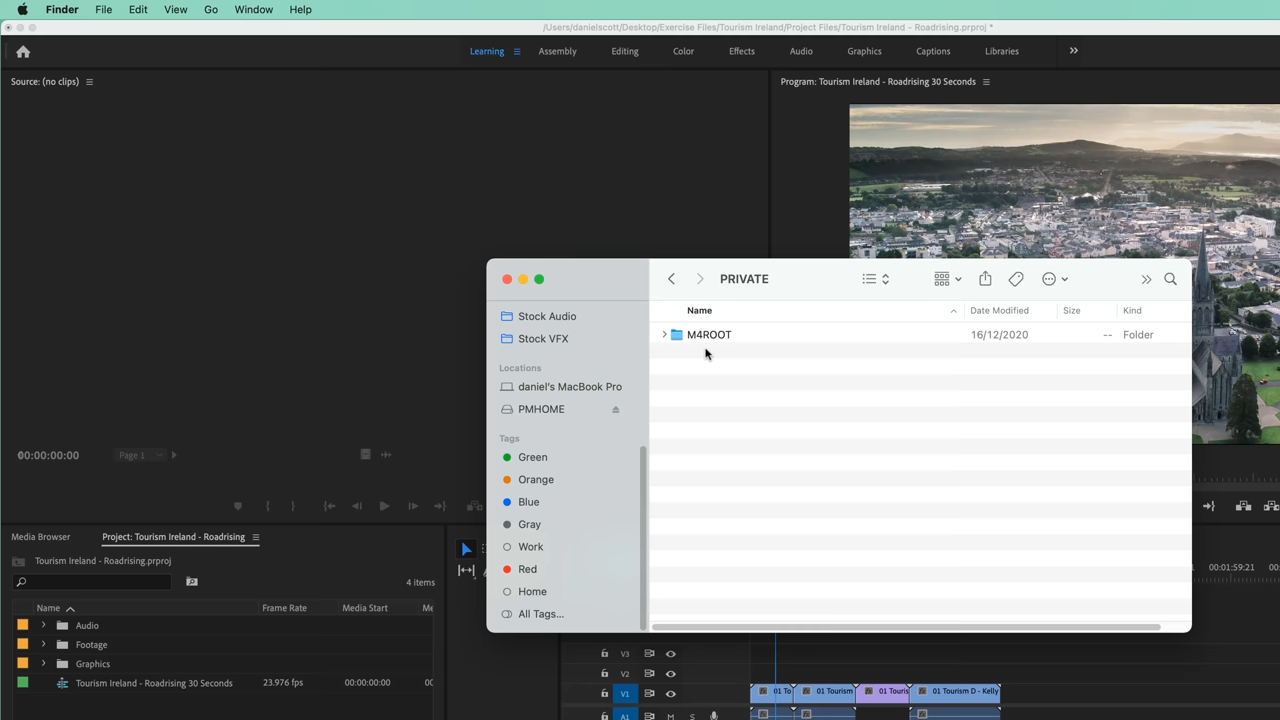 Finder File Edit View Go Window Help
/Users/danielscott/Desktop/Exercise Files/Tourism Ireland/Project Files/Tourism Ireland - Roadrising.prproj *
Learning Assembly Editing Color Effects Audio Graphics Captions Libraries
Source: (no clips)
Program: Tourism Ireland - Roadrising 30 Seconds
PRIVATE
Name Date Modified Size Kind
M4ROOT 16/12/2020 -- Folder
Stock Audio
Stock VFX
Locations
daniel's MacBook Pro
PMHOME
Tags
Green
Orange
Blue
Gray
Work
Red
Home
All Tags...
00:00:00:00 Page 1
Media Browser Project: Tourism Ireland - Roadrising
Tourism Ireland - Roadrising.prproj
4 items
Name Frame Rate Media Start Me
Audio
Footage
Graphics
Tourism Ireland - Roadrising 30 Seconds 23.976 fps 00:00:00:00
00:01:59:21 00:
V3
V2
V1 01 To 01 Tourism 01 Touris 01 Tourism D - Kelly
A1 M S